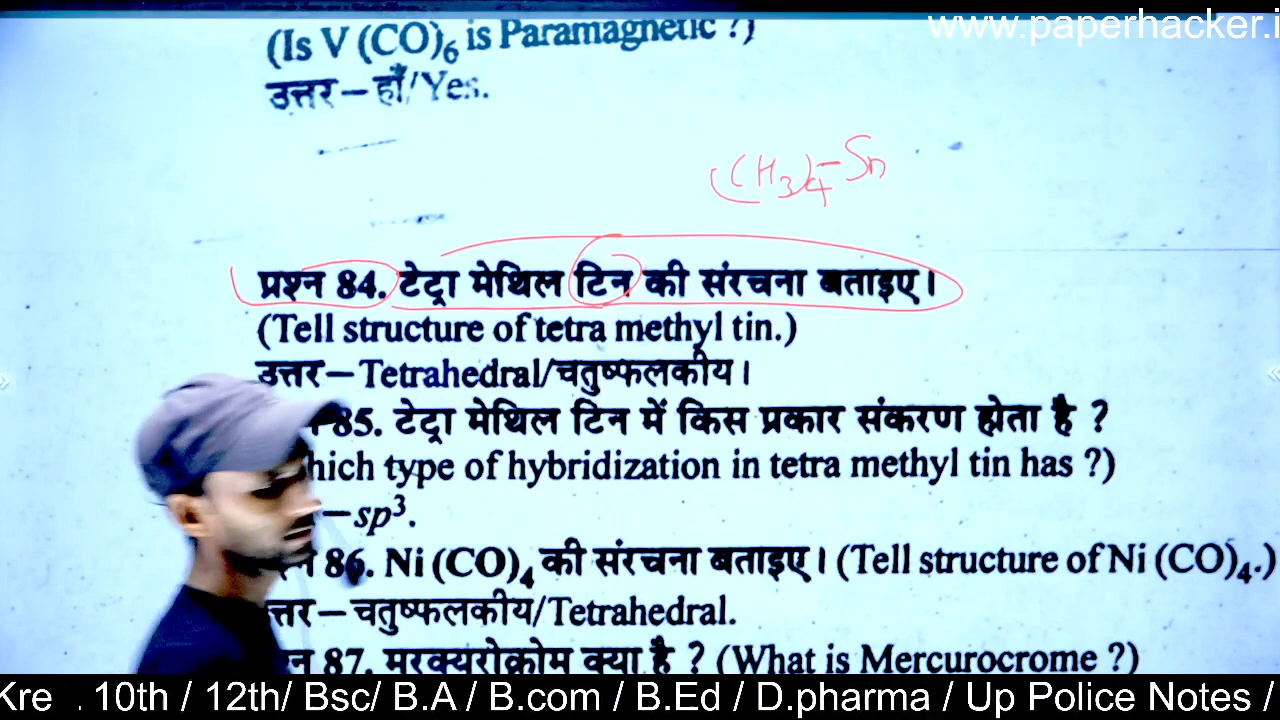 www.paperhacker.i
(Is V (CO)6 is Paramagnetic ?)
उत्तर – हाँ/Yes.
(CH3)4-Sn
प्रश्न 84. टेट्रा मेथिल टिन की संरचना बताइए।
(Tell structure of tetra methyl tin.)
उत्तर – Tetrahedral/चतुष्फलकीय।
85. टेट्रा मेथिल टिन में किस प्रकार संकरण होता है ?
hich type of hybridization in tetra methyl tin has ?)
– sp³.
86. Ni (CO)4 की संरचना बताइए। (Tell structure of Ni (CO)4.)
त्तर – चतुष्फलकीय/Tetrahedral.
न 87. मरक्यूरोक्रोम क्या है ? (What is Mercurocrome ?)
Kre . 10th / 12th/ Bsc/ B.A / B.com / B.Ed / D.pharma / Up Police Notes /